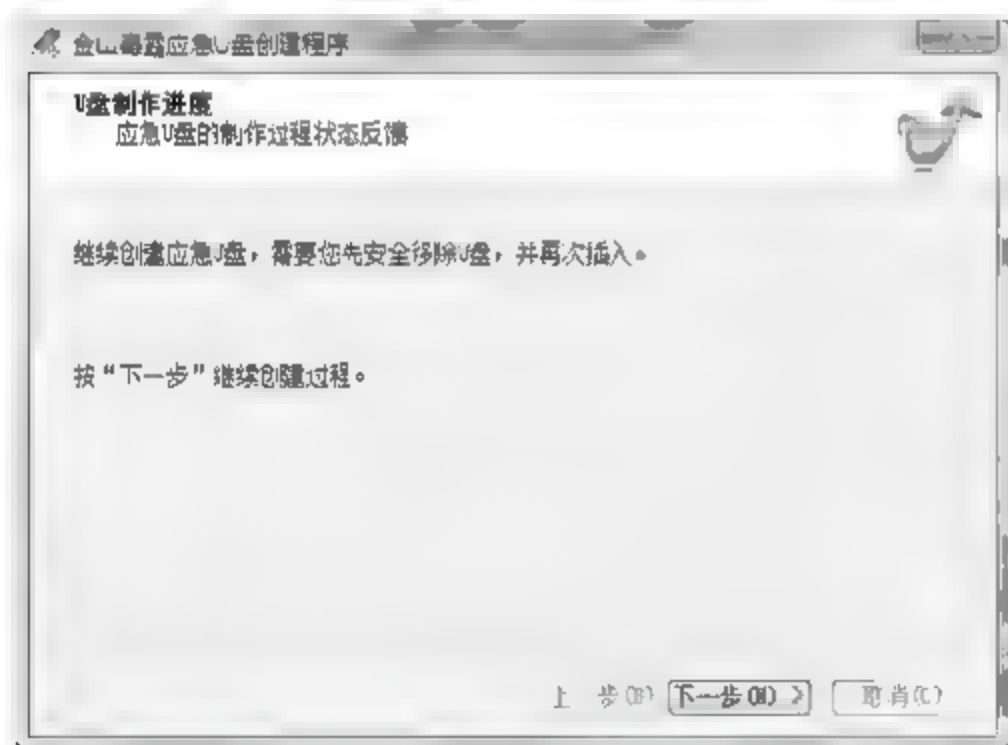 金山毒霸应急U盘创建程序
U盘制作进度
应急U盘的制作过程状态反馈
继续创建应急U盘，需要您先安全移除U盘，并再次插入。
按“下一步”继续创建过程。
上一步(B) 下一步(N) > 取消(C)